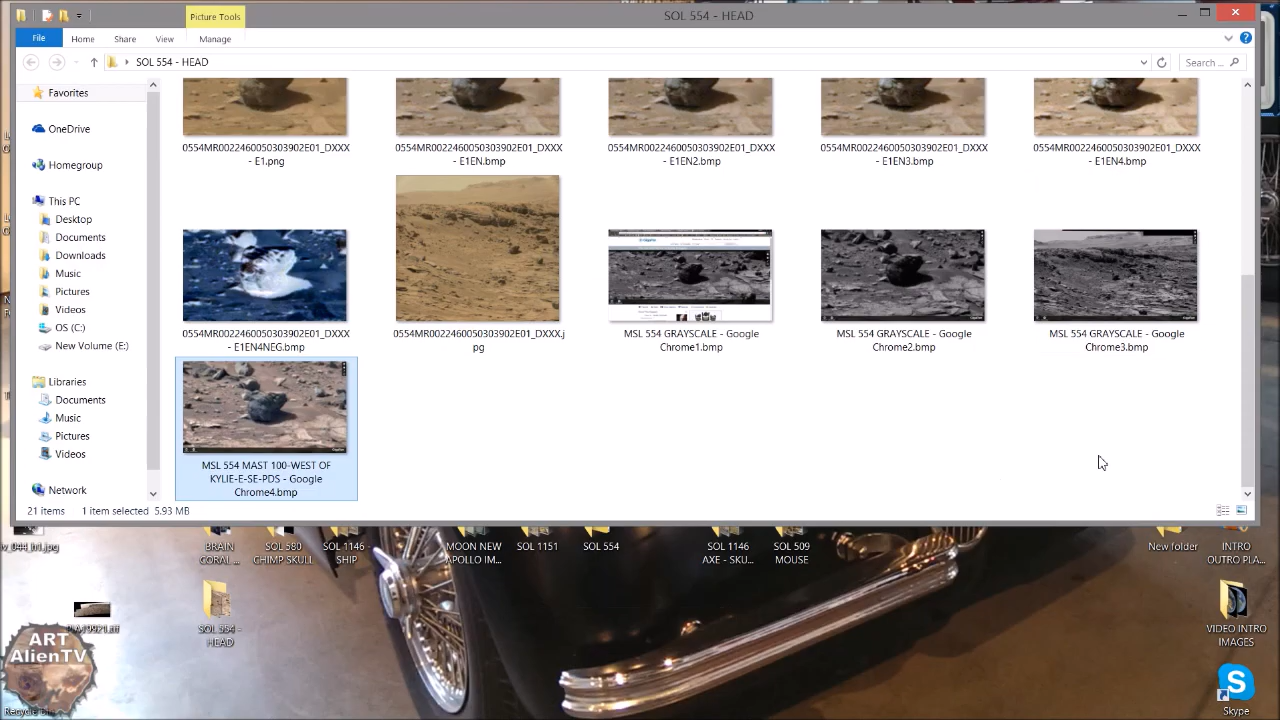 Picture Tools
SOL 554 - HEAD
File
Home
Share
View
Manage
SOL 554 - HEAD
Search ...
Favorites
OneDrive
Homegroup
This PC
Desktop
Documents
Downloads
Music
Pictures
Videos
OS (C:)
New Volume (E:)
Libraries
Documents
Music
Pictures
Videos
Network
0554MR0022460050303902E01_DXXX
- E1.png
0554MR0022460050303902E01_DXXX
- E1EN.bmp
0554MR0022460050303902E01_DXXX
- E1EN2.bmp
0554MR0022460050303902E01_DXXX
- E1EN3.bmp
0554MR0022460050303902E01_DXXX
- E1EN4.bmp
0554MR0022460050303902E01_DXXX
- E1EN4NEG.bmp
0554MR0022460050303902E01_DXXX.j
pg
MSL 554 GRAYSCALE - Google
Chrome1.bmp
MSL 554 GRAYSCALE - Google
Chrome2.bmp
MSL 554 GRAYSCALE - Google
Chrome3.bmp
MSL 554 MAST 100-WEST OF
KYLIE-E-SE-PDS - Google
Chrome4.bmp
21 items
1 item selected 5.93 MB
BRAIN
CORAL ...
SOL 580
CHIMP SKULL
SOL 1146 -
SHIP
MOON NEW
APOLLO IM...
SOL 1151
SOL 554
SOL 1146
AXE - SKU...
SOL 509
MOUSE
New folder
INTRO
OUTRO PLA...
SOL 554 -
HEAD
VIDEO INTRO
IMAGES
ART
AlienTV
Skype